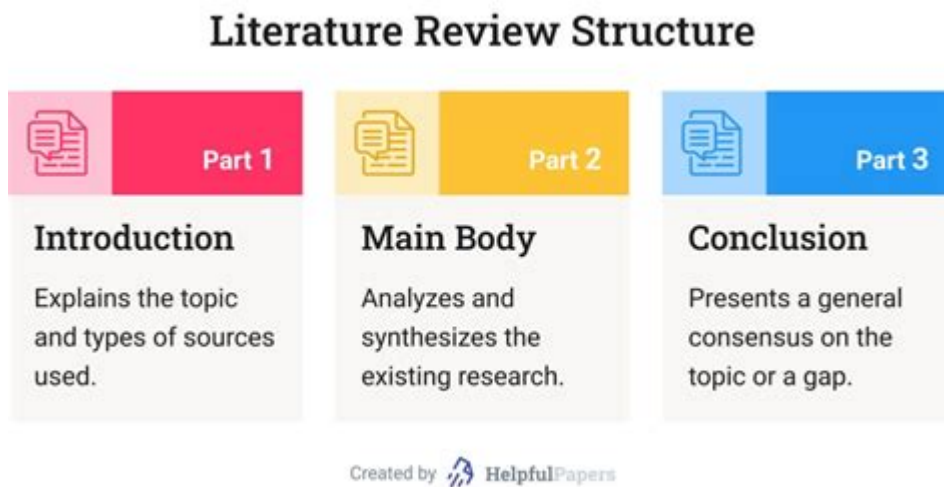 Literature Review Structure
Part 1
Introduction
Explains the topic
and types of sources
used.
Part 2
Main Body
Analyzes and
synthesizes the
existing research.
Part 3
Conclusion
Presents a general
consensus on the
topic or a gap.
Created by HelpfulPapers